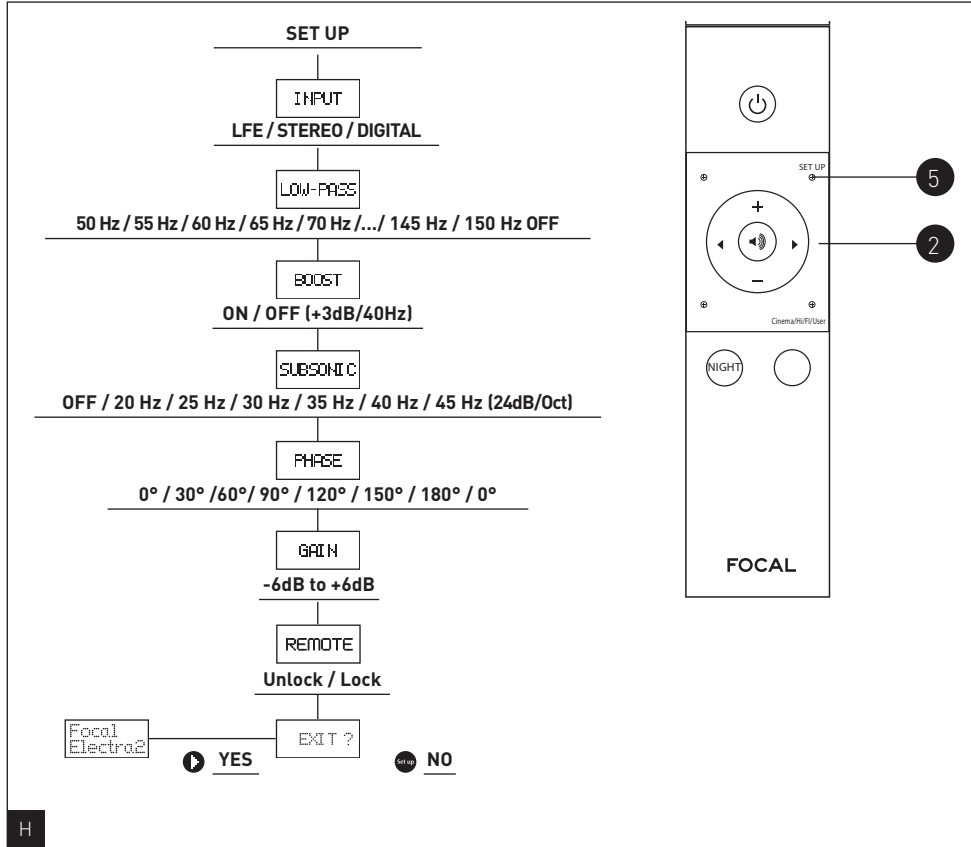 SET UP
INPUT
LFE / STEREO / DIGITAL
LOW-PASS
50 Hz / 55 Hz / 60 Hz / 65 Hz / 70 Hz /.../ 145 Hz / 150 Hz OFF
BOOST
ON / OFF (+3dB/40Hz)
SUBSONIC
OFF / 20 Hz / 25 Hz / 30 Hz / 35 Hz / 40 Hz / 45 Hz (24dB/Oct)
PHASE
0° / 30° /60°/ 90° / 120° / 150° / 180° / 0°
GAIN
-6dB to +6dB
REMOTE
Unlock / Lock
Focal
Electra2
EXIT ?
YES
Set up
NO
H
SET UP
5
+
2
–
Cinema/Hi/FI/User
NIGHT
FOCAL